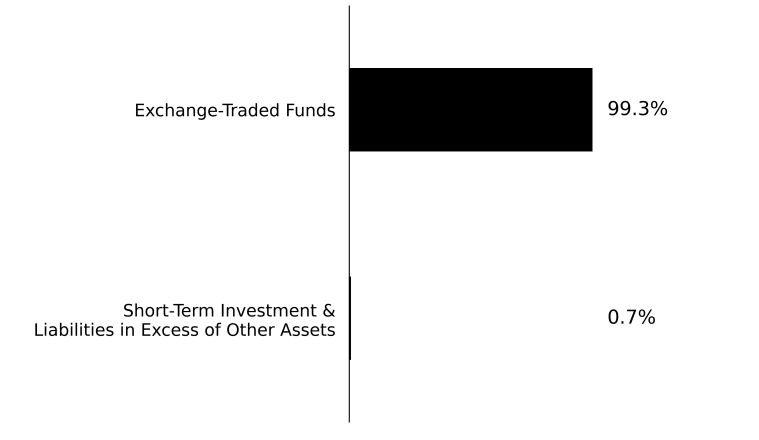 Exchange-Traded Funds 99.3%
Short-Term Investment &
Liabilities in Excess of Other Assets 0.7%